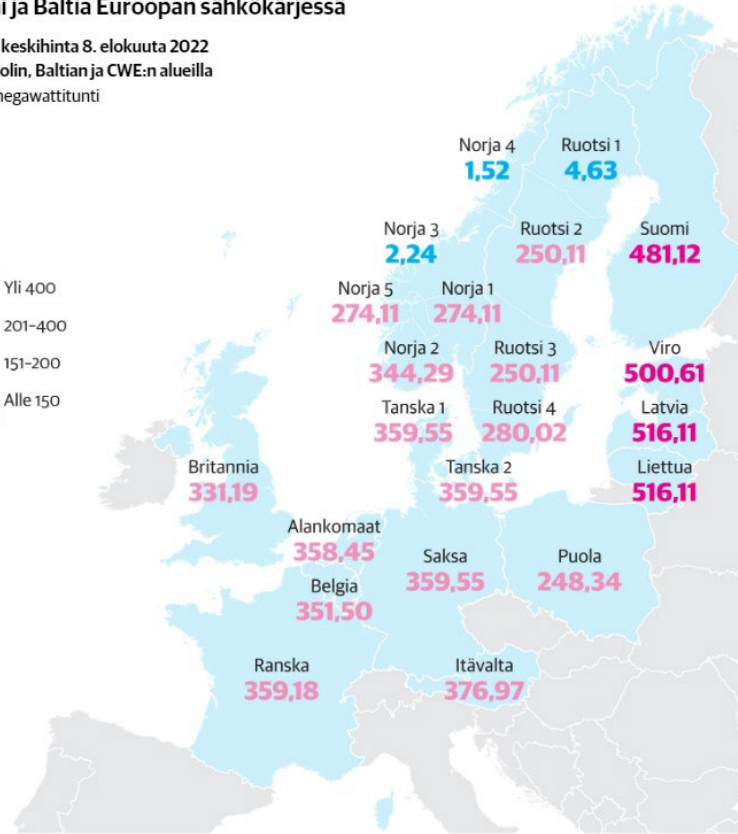 ja Baltia Euroopan sähkökärjessä
keskihinta 8. elokuuta 2022
Baltian ja CWE:n alueilla
Yli 400
201-400
151-200
Alle 150
Norja 4
1,52
Ruotsi 1
4,63
Norja 3
2,24
Ruotsi 2
250,11
Suomi
481,12
Norja 5
274,11
Norja 1
274,11
Norja 2
344,29
Ruotsi 3
250,11
Viro
500,61
Tanska 1
359,55
Ruotsi 4
280,02
Latvia
516,11
Britannia
331,19
Tanska 2
359,55
Liettua
516,11
Alankomaat
358,45
Saksa
359,55
Puola
248,34
Belgia
351,50
Ranska
359,18
Itävalta
376,97